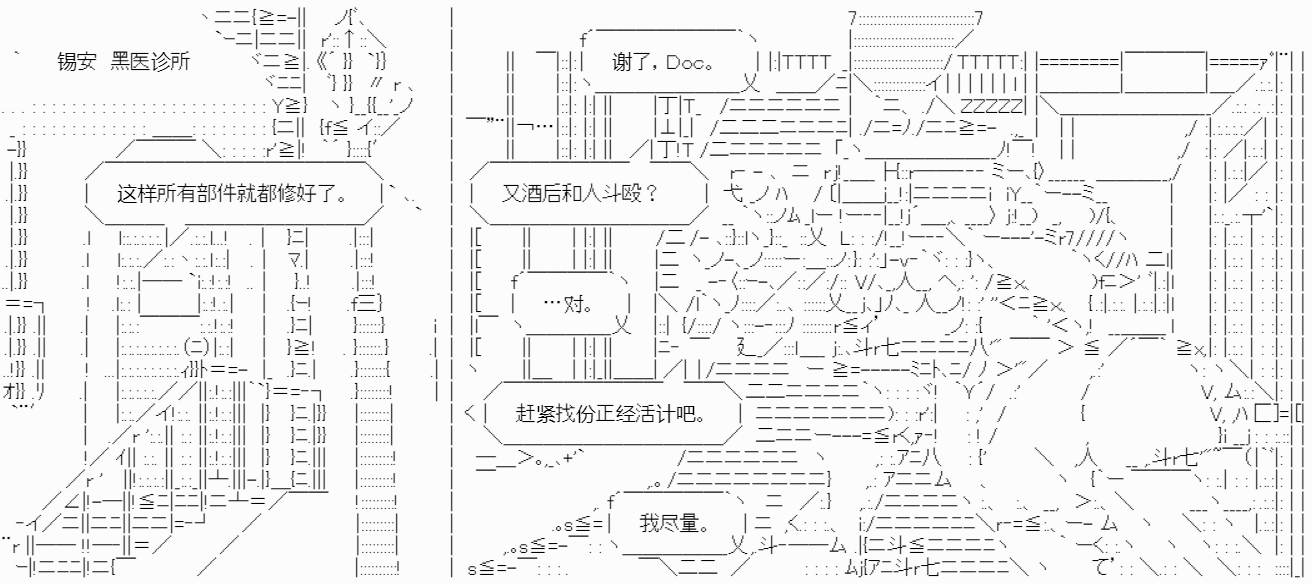 锡安 黑医诊所
这样所有部件就都修好了。
谢了，Doc。
又酒后和人斗殴？
…对。
赶紧找份正经活计吧。
我尽量。